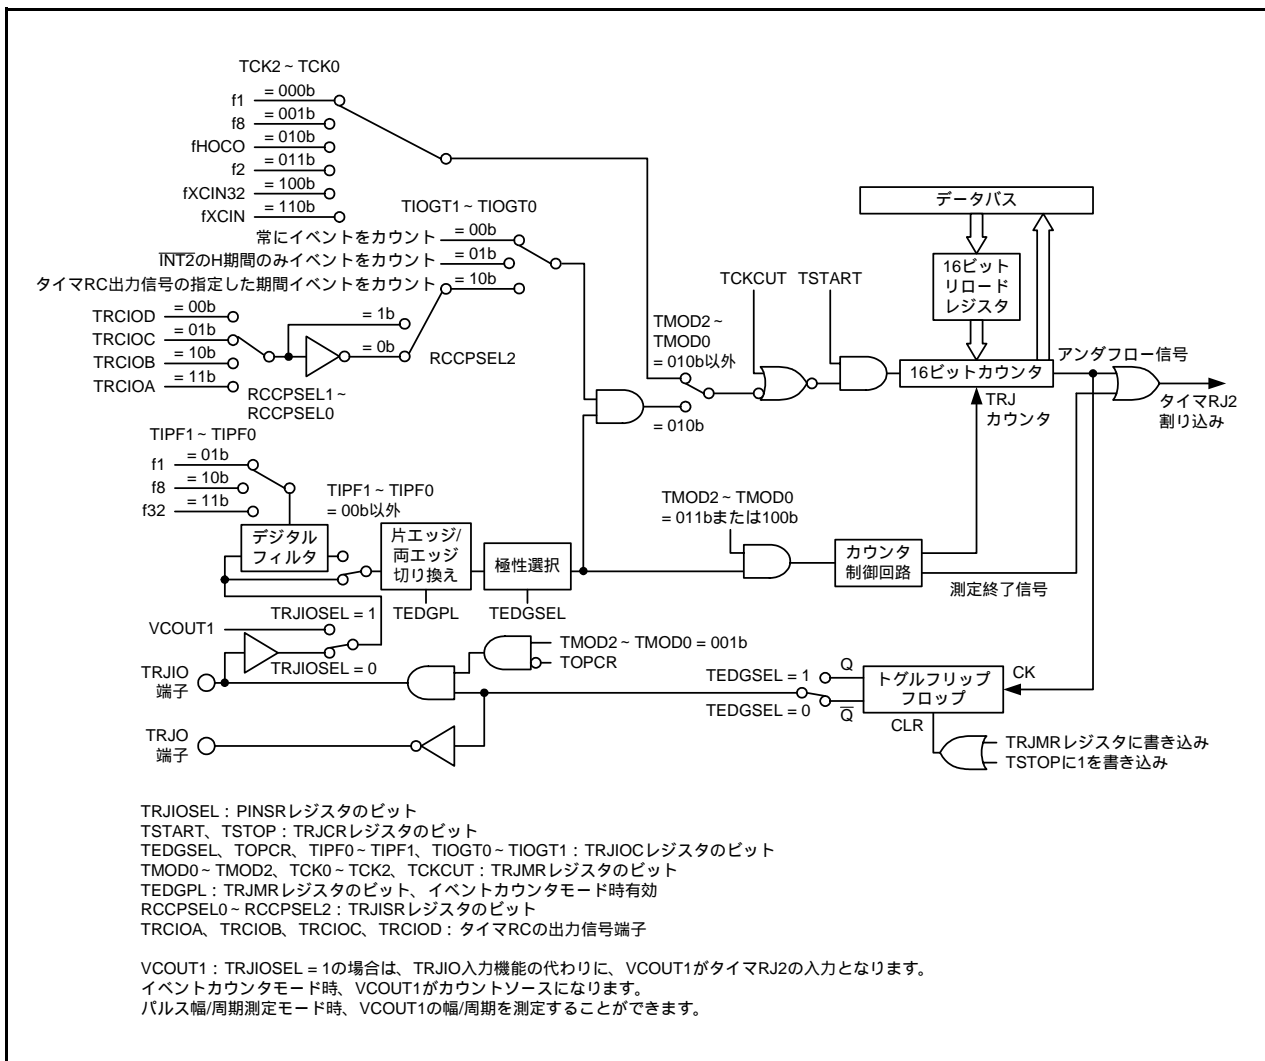 TCK2 ~ TCK0
f1 = 000b
f8 = 001b
fHOCO = 010b
f2 = 011b
fXCIN32 = 100b
fXCIN = 110b
TIOGT1 ~ TIOGT0
常にイベントをカウント = 00b
INT2のH期間のみイベントをカウント = 01b
タイマRC出力信号の指定した期間イベントをカウント = 10b
TRCIOD = 00b
TRCIOC = 01b
TRCIOB = 10b
TRCIOA = 11b
RCCPSEL1 ~
RCCPSEL0
= 1b
= 0b
RCCPSEL2
TMOD2 ~
TMOD0
= 010b以外
= 010b
TCKCUT
TSTART
データバス
16ビット
リロード
レジスタ
16ビットカウンタ
TRJ
カウンタ
アンダフロー信号
タイマRJ2
割り込み
TIPF1 ~ TIPF0
f1 = 01b
f8 = 10b
f32 = 11b
デジタル
フィルタ
TIPF1 ~ TIPF0
= 00b以外
片エッジ/
両エッジ
切り換え
TEDGPL
極性選択
TEDGSEL
TMOD2 ~ TMOD0
= 011bまたは100b
カウンタ
制御回路
測定終了信号
TRJIOSEL = 1
VCOUT1
TRJIOSEL = 0
TRJIO
端子
TMOD2 ~ TMOD0 = 001b
TOPCR
TEDGSEL = 1
TEDGSEL = 0
Q
Q
トグルフリップ
フロップ
CK
CLR
TRJMRレジスタに書き込み
TSTOPに1を書き込み
TRJO
端子
TRJIOSEL : PINSRレジスタのビット
TSTART、TSTOP : TRJCRレジスタのビット
TEDGSEL、TOPCR、TIPF0 ~ TIPF1、TIOGT0 ~ TIOGT1 : TRJIOCレジスタのビット
TMOD0 ~ TMOD2、TCK0 ~ TCK2、TCKCUT : TRJMRレジスタのビット
TEDGPL : TRJMRレジスタのビット、イベントカウンタモード時有効
RCCPSEL0 ~ RCCPSEL2 : TRJISRレジスタのビット
TRCIOA、TRCIOB、TRCIOC、TRCIOD : タイマRCの出力信号端子
VCOUT1 : TRJIOSEL = 1の場合は、TRJIO入力機能の代わりに、VCOUT1がタイマRJ2の入力となります。
イベントカウンタモード時、VCOUT1がカウントソースになります。
パルス幅/周期測定モード時、VCOUT1の幅/周期を測定することができます。